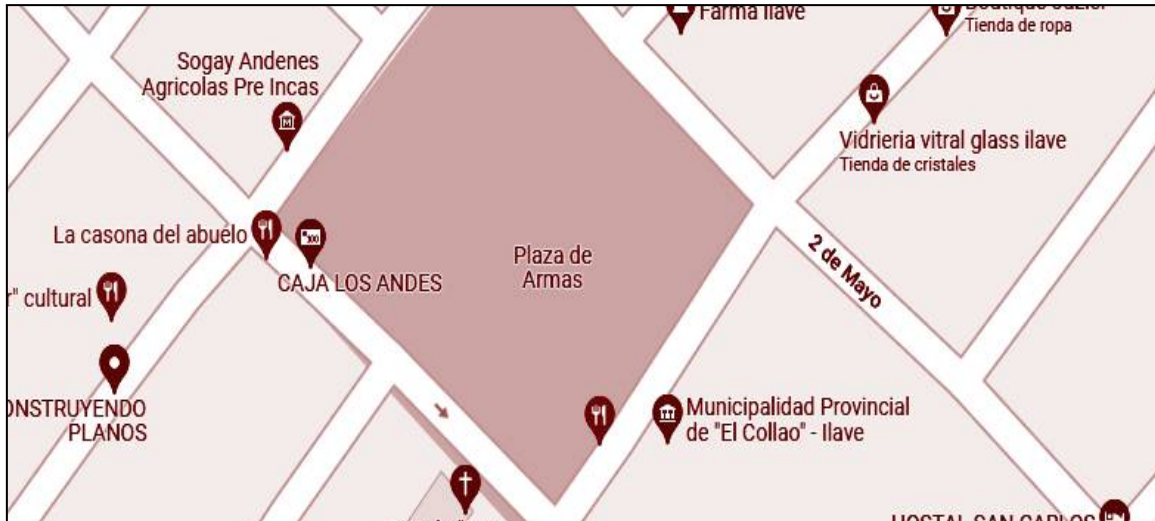 Farma Ilave
Tienda de ropa
Sogay Andenes
Agricolas Pre Incas
Vidrieria vitral glass ilave
Tienda de cristales
La casona del abuelo
Plaza de
Armas
2 de Mayo
CAJA LOS ANDES
cultural
PLANOS
Municipalidad Provincial
de "El Collao" - Ilave
HOSTAL SAN CARLOS